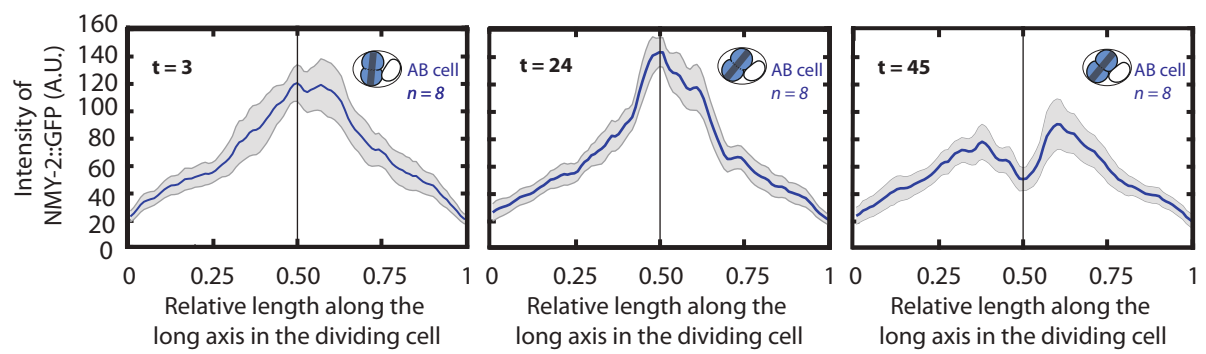 Intensity of
NMY-2::GFP (A.U.)
160
140
120
100
80
60
40
20
0
t = 3
AB cell
n = 8
0
0.25
0.50
0.75
1
Relative length along the
long axis in the dividing cell
t = 24
AB cell
n = 8
0
0.25
0.50
0.75
1
Relative length along the
long axis in the dividing cell
t = 45
AB cell
n = 8
0
0.25
0.50
0.75
1
Relative length along the
long axis in the dividing cell